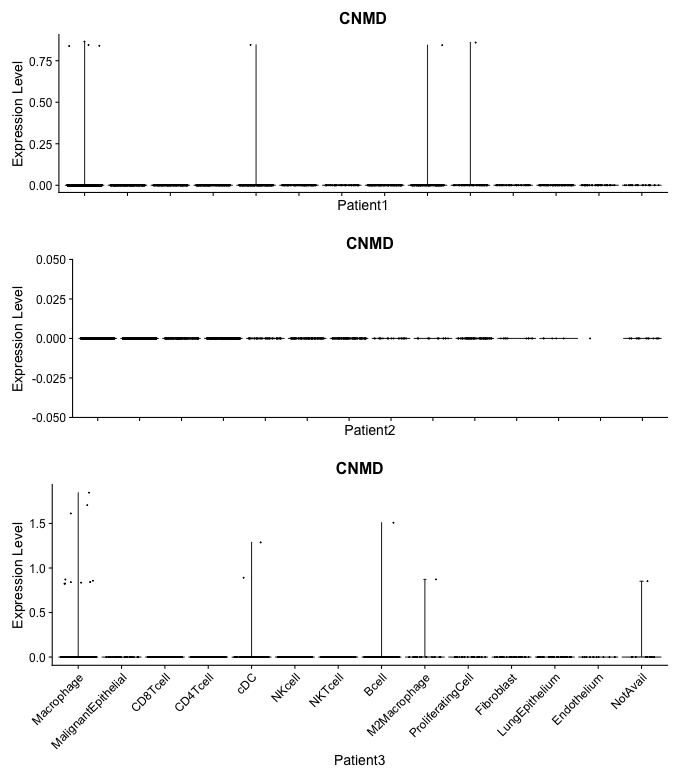 CNMD
Expression Level
0.75
0.50
0.25
0.00
Patient1
CNMD
Expression Level
0.050
0.025
0.000
-0.025
-0.050
Patient2
CNMD
Expression Level
1.5
1.0
0.5
0.0
Macrophage
MalignantEpithelial
CD8Tcell
CD4Tcell
cDC
NKcell
NKTcell
Bcell
M2Macrophage
ProliferatingCell
Fibroblast
LungEpithelium
Endothelium
NotAvail
Patient3